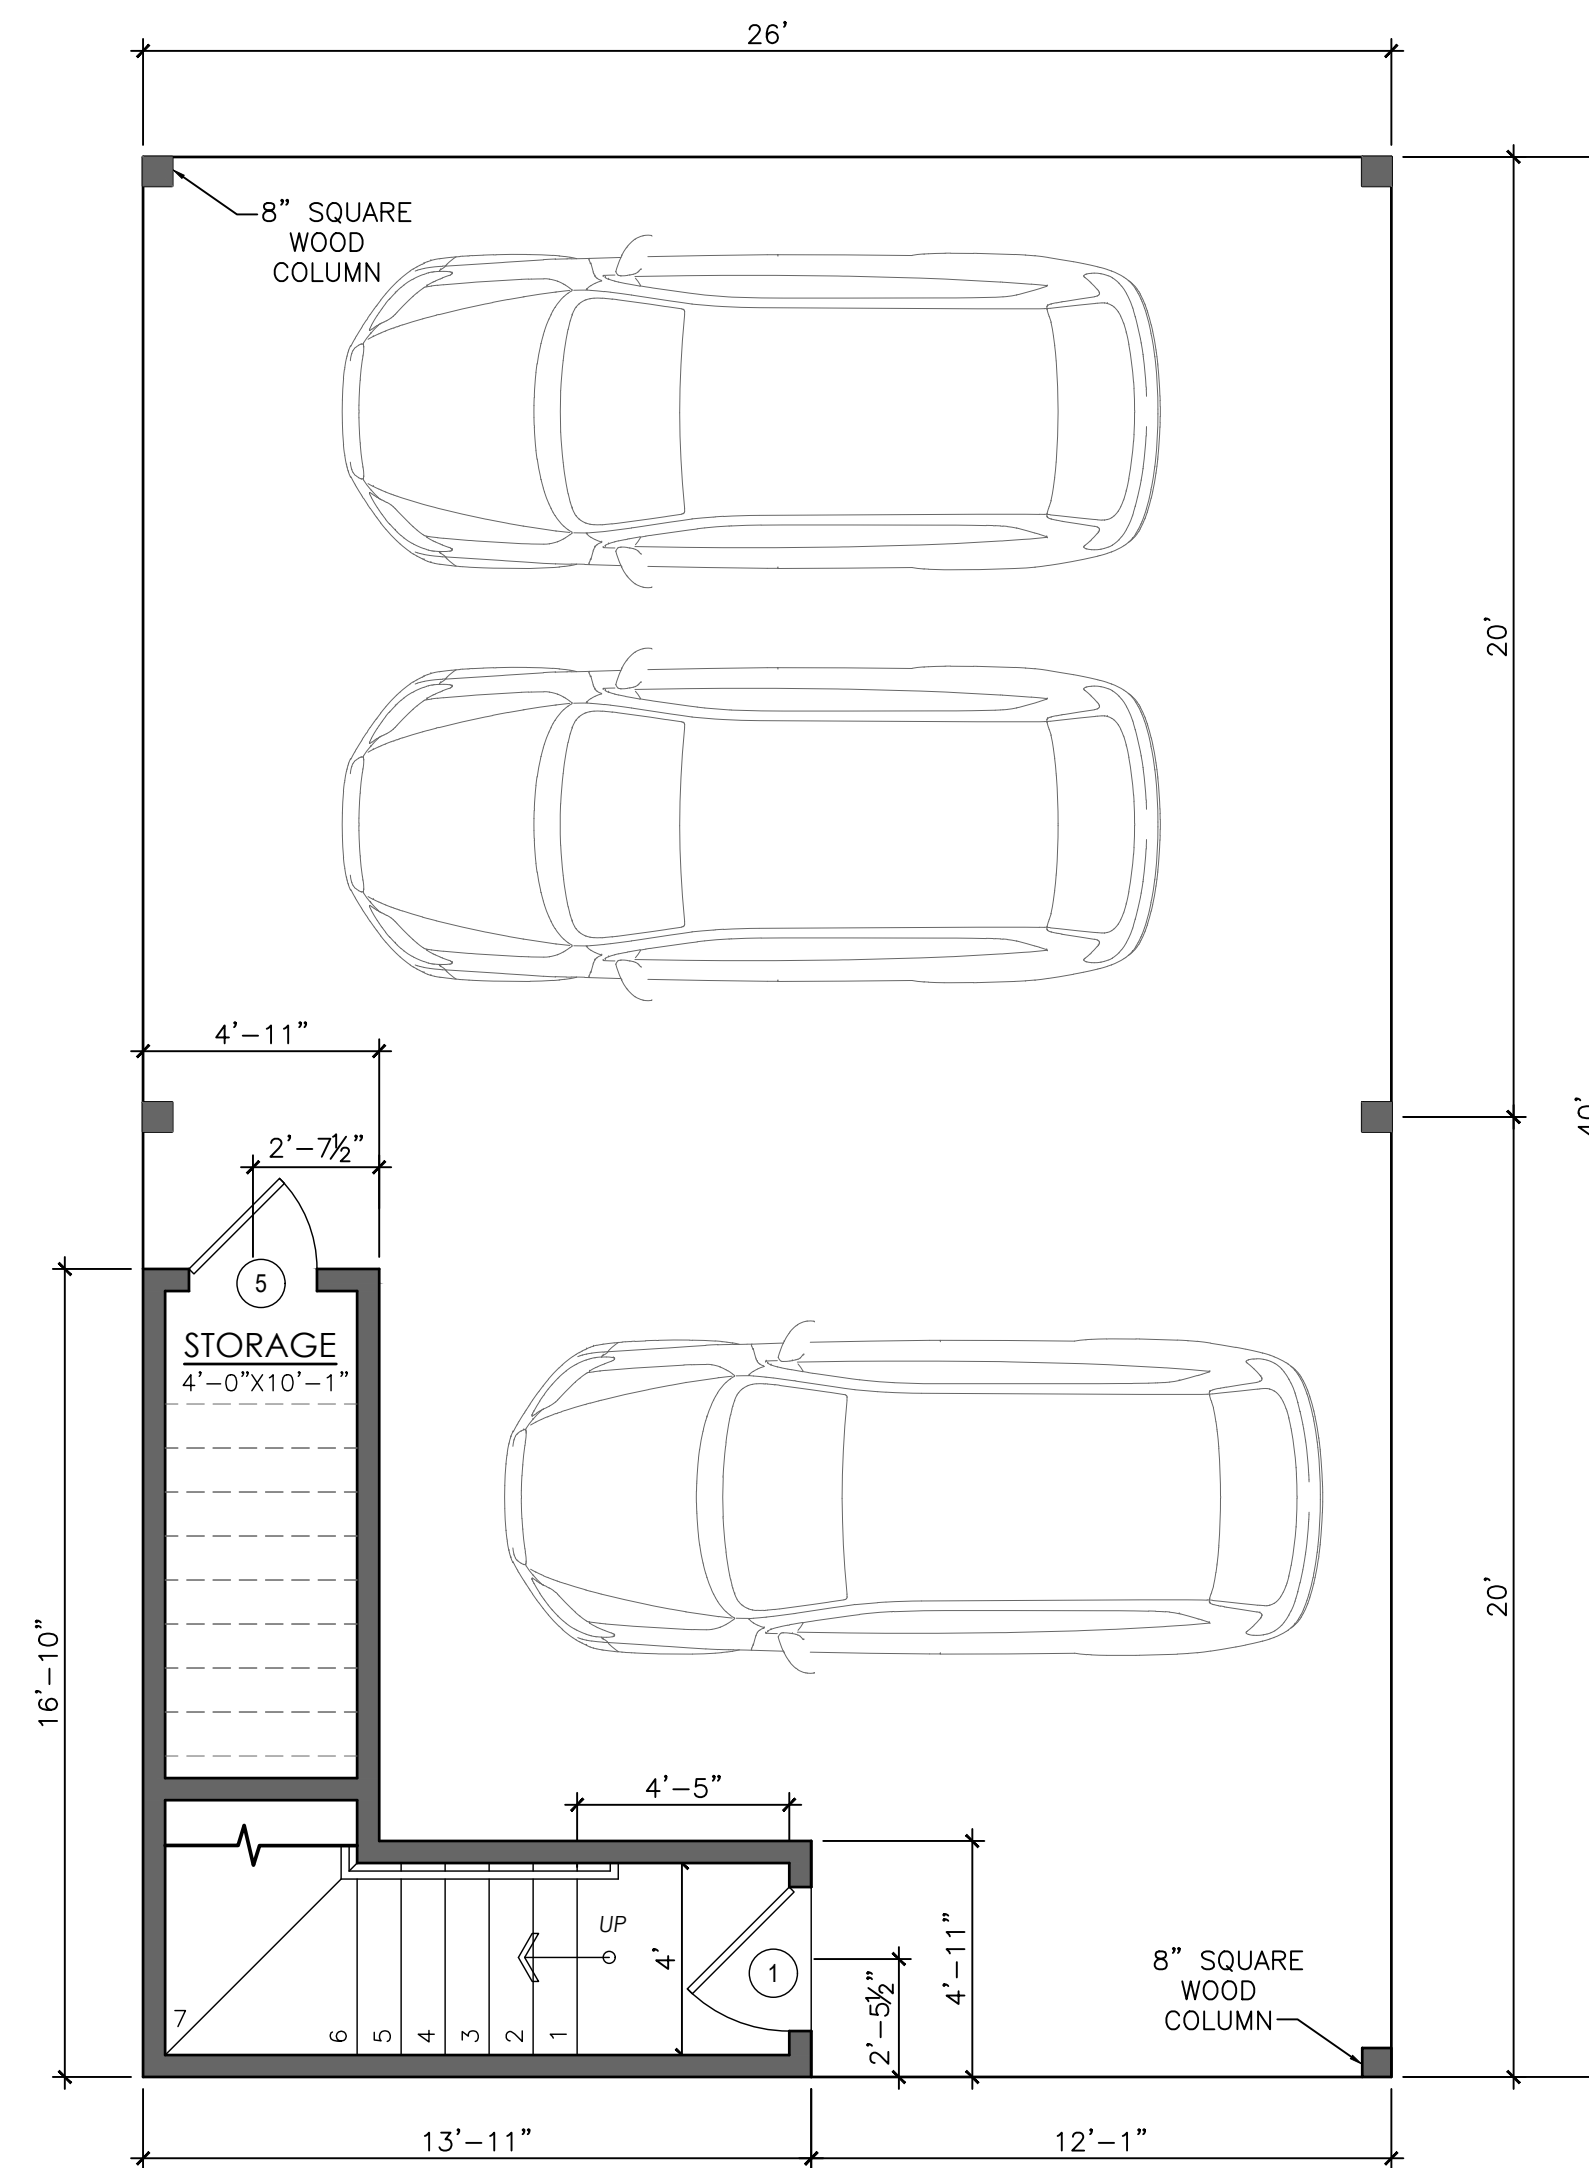 26'
8" SQUARE
WOOD
COLUMN
20'
4'-11"
40'
2'-7½"
5
STORAGE
4'-0"X10'-1"
20'
16'-10"
4'-5"
UP
4'
1
4'-11"
2'-5½"
8" SQUARE
WOOD
COLUMN
7
6
5
4
3
2
1
13'-11"
12'-1"